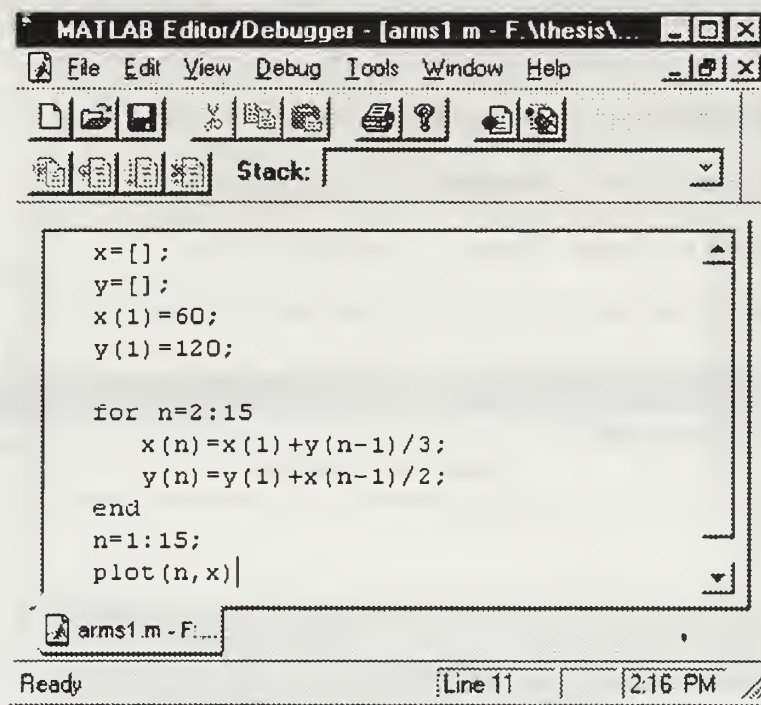 MATLAB Editor/Debugger - [arms1.m - F:\thesis\...
File Edit View Debug Tools Window Help
Stack:
x=[];
y=[];
x(1)=60;
y(1)=120;
for n=2:15
x(n)=x(1)+y(n-1)/3;
y(n)=y(1)+x(n-1)/2;
end
n=1:15;
plot(n,x)
arms1.m - F:...
Ready Line 11 2:16 PM